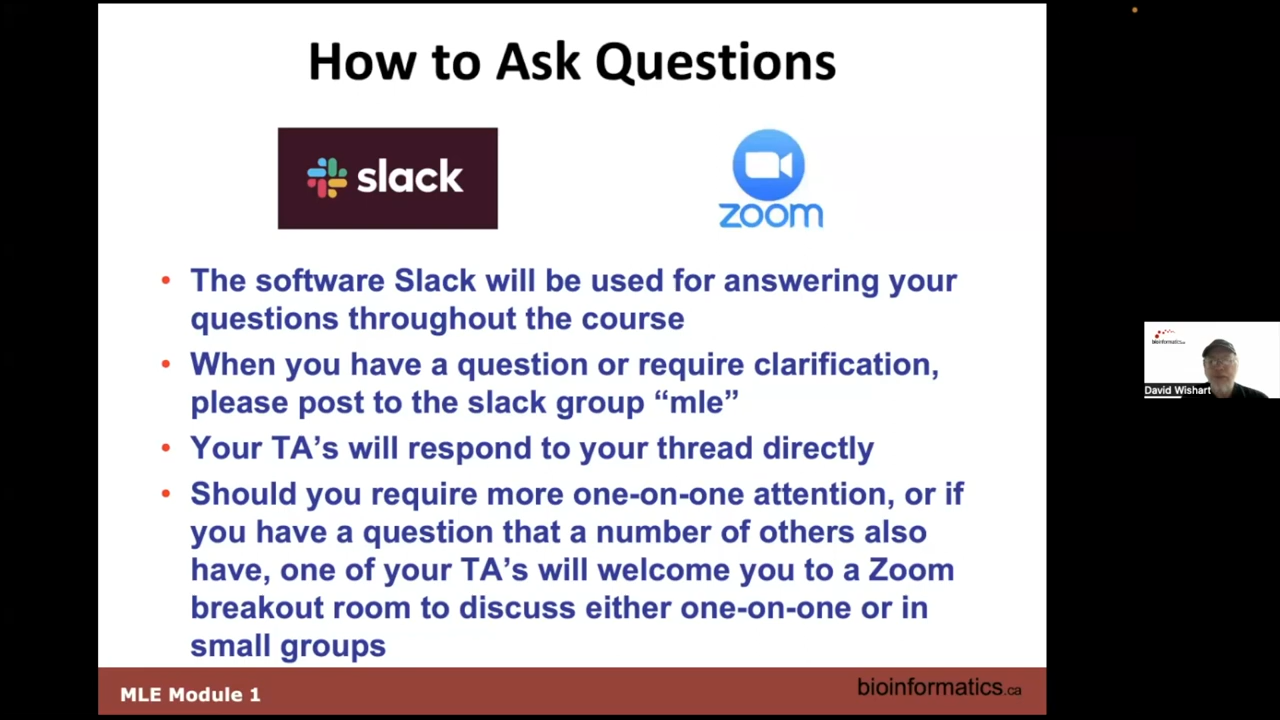 How to Ask Questions
slack
zoom
• The software Slack will be used for answering your
questions throughout the course
• When you have a question or require clarification,
please post to the slack group “mle”
• Your TA’s will respond to your thread directly
• Should you require more one-on-one attention, or if
you have a question that a number of others also
have, one of your TA’s will welcome you to a Zoom
breakout room to discuss either one-on-one or in
small groups
MLE Module 1
bioinformatics.ca
bioinformatics.ca
David Wishart